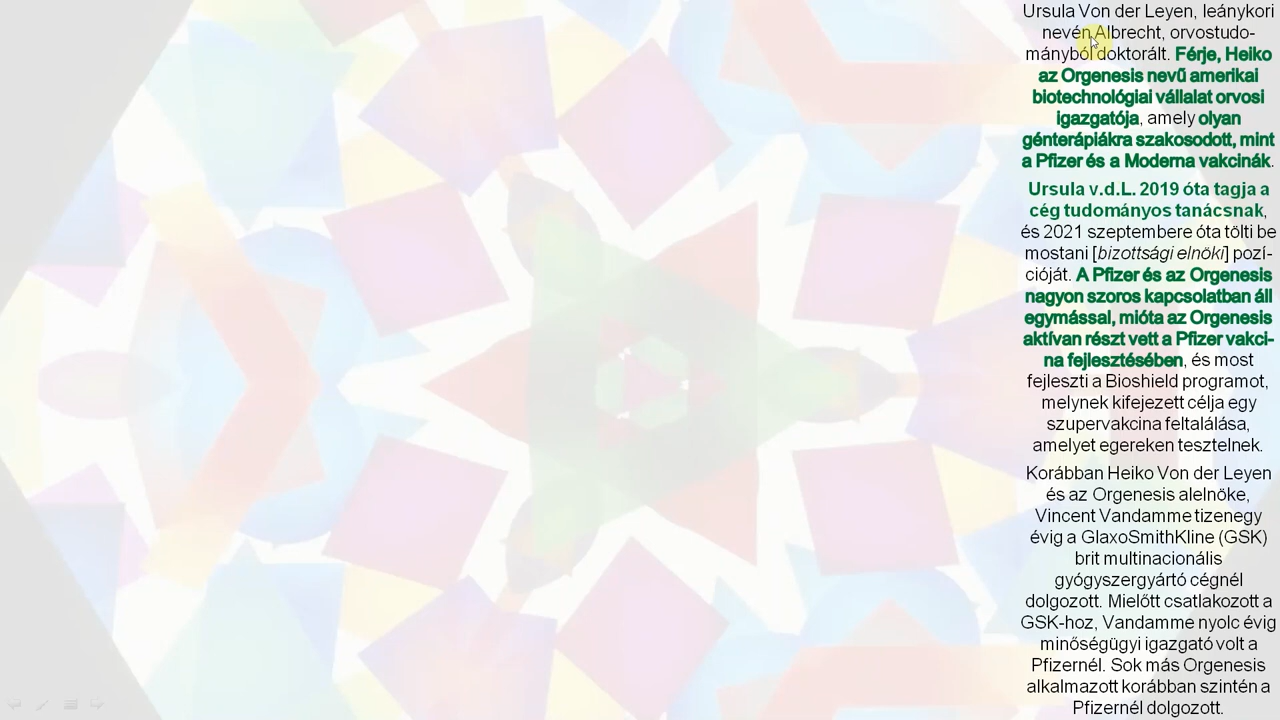 Ursula Von der Leyen, leánykori
nevén Albrecht, orvostudo-
mányból doktorált. Férje, Heiko
az Orgenesis nevű amerikai
biotechnológiai vállalat orvosi
igazgatója, amely olyan
génterápiákra szakosodott, mint
a Pfizer és a Moderna vakcinák.
Ursula v.d.L. 2019 óta tagja a
cég tudományos tanácsnak,
és 2021 szeptembere óta tölti be
mostani [bizottsági elnöki] pozí-
cióját. A Pfizer és az Orgenesis
nagyon szoros kapcsolatban áll
egymással, mióta az Orgenesis
aktívan részt vett a Pfizer vakci-
na fejlesztésében, és most
fejleszti a Bioshield programot,
melynek kifejezett célja egy
szupervakcina feltalálása,
amelyet egereken tesztelnek.
Korábban Heiko Von der Leyen
és az Orgenesis alelnöke,
Vincent Vandamme tizenegy
évig a GlaxoSmithKline (GSK)
brit multinacionális
gyógyszergyártó cégnél
dolgozott. Mielőtt csatlakozott a
GSK-hoz, Vandamme nyolc évig
minőségügyi igazgató volt a
Pfizernél. Sok más Orgenesis
alkalmazott korábban szintén a
Pfizernél dolgozott.